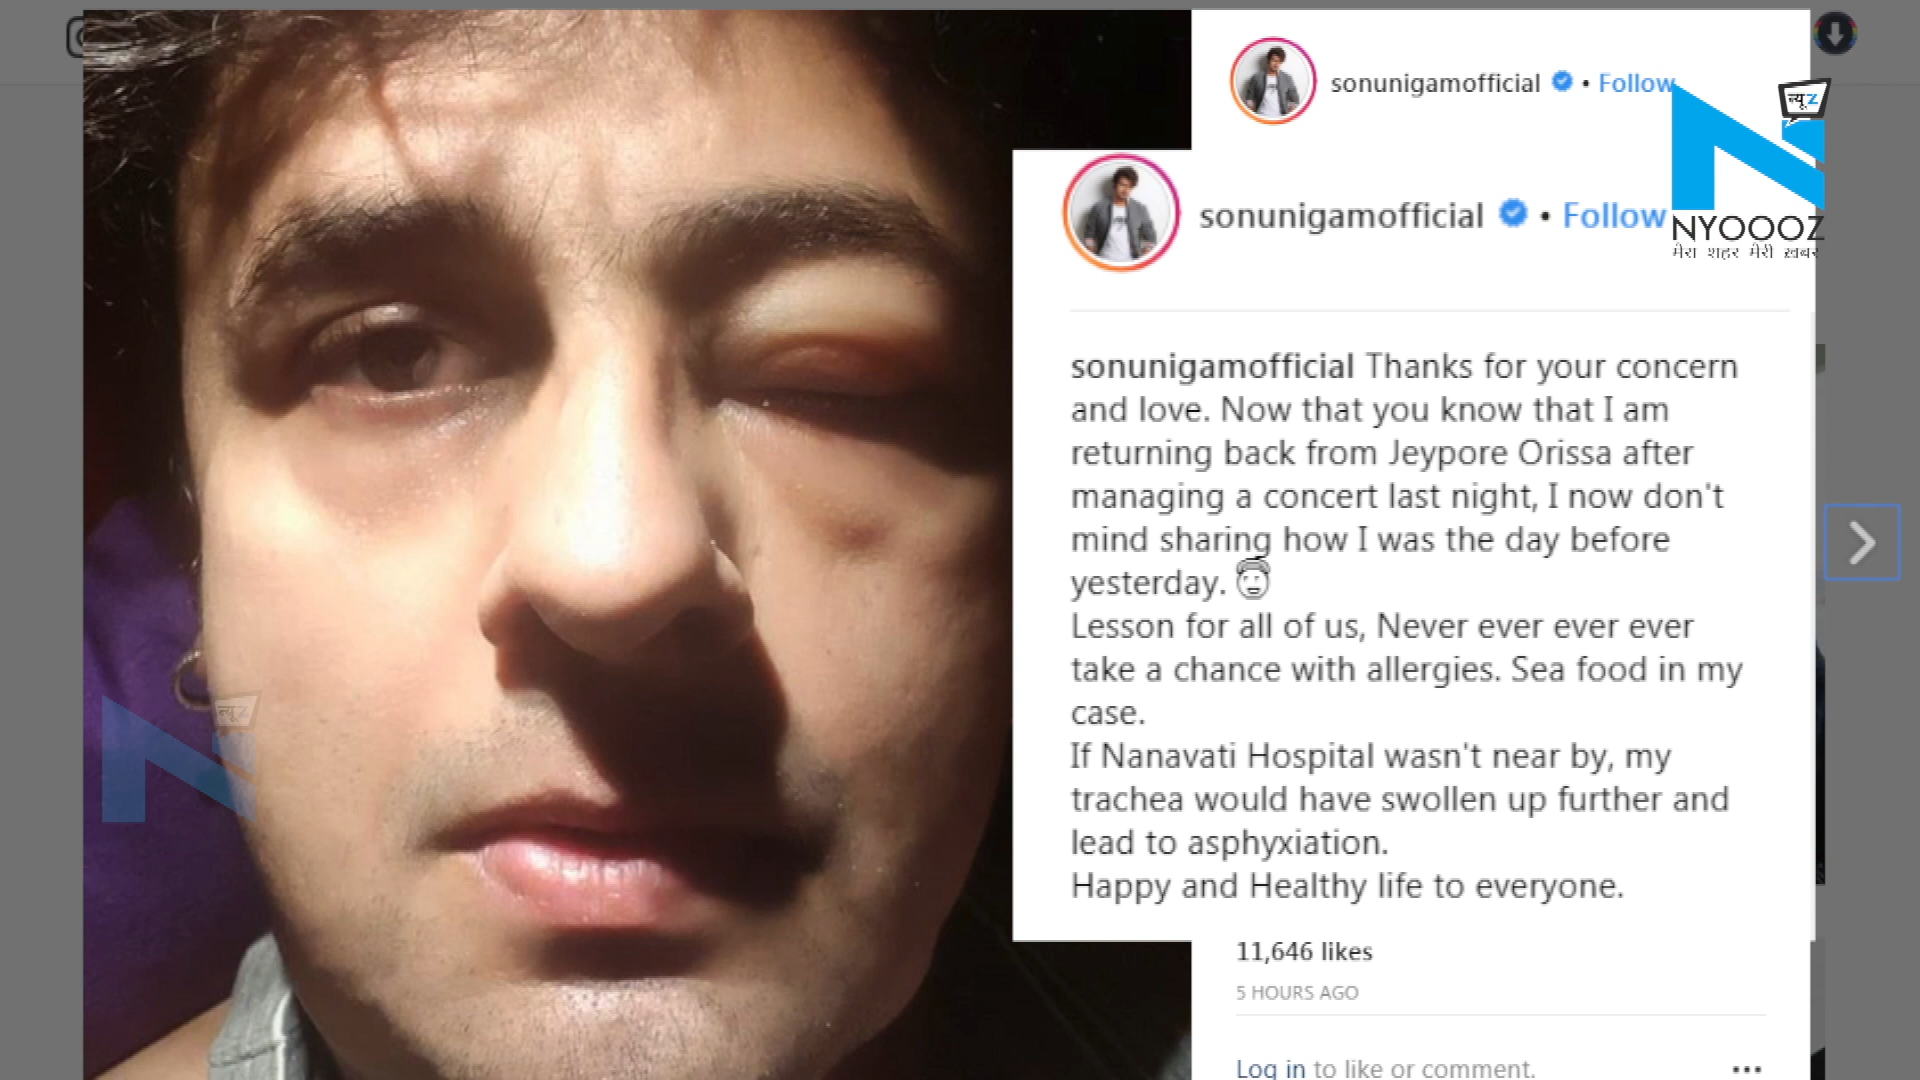 sonunigamofficial • Follow
न्यूz
sonunigamofficial • Follow
NYOOOZ
मेरा शहर मेरी ख़बर
sonunigamofficial Thanks for your concern
and love. Now that you know that I am
returning back from Jeypore Orissa after
managing a concert last night, I now don't
mind sharing how I was the day before
yesterday.
Lesson for all of us, Never ever ever ever
take a chance with allergies. Sea food in my
case.
If Nanavati Hospital wasn't near by, my
trachea would have swollen up further and
lead to asphyxiation.
Happy and Healthy life to everyone.
न्यूz
11,646 likes
5 HOURS AGO
Log in to like or comment.